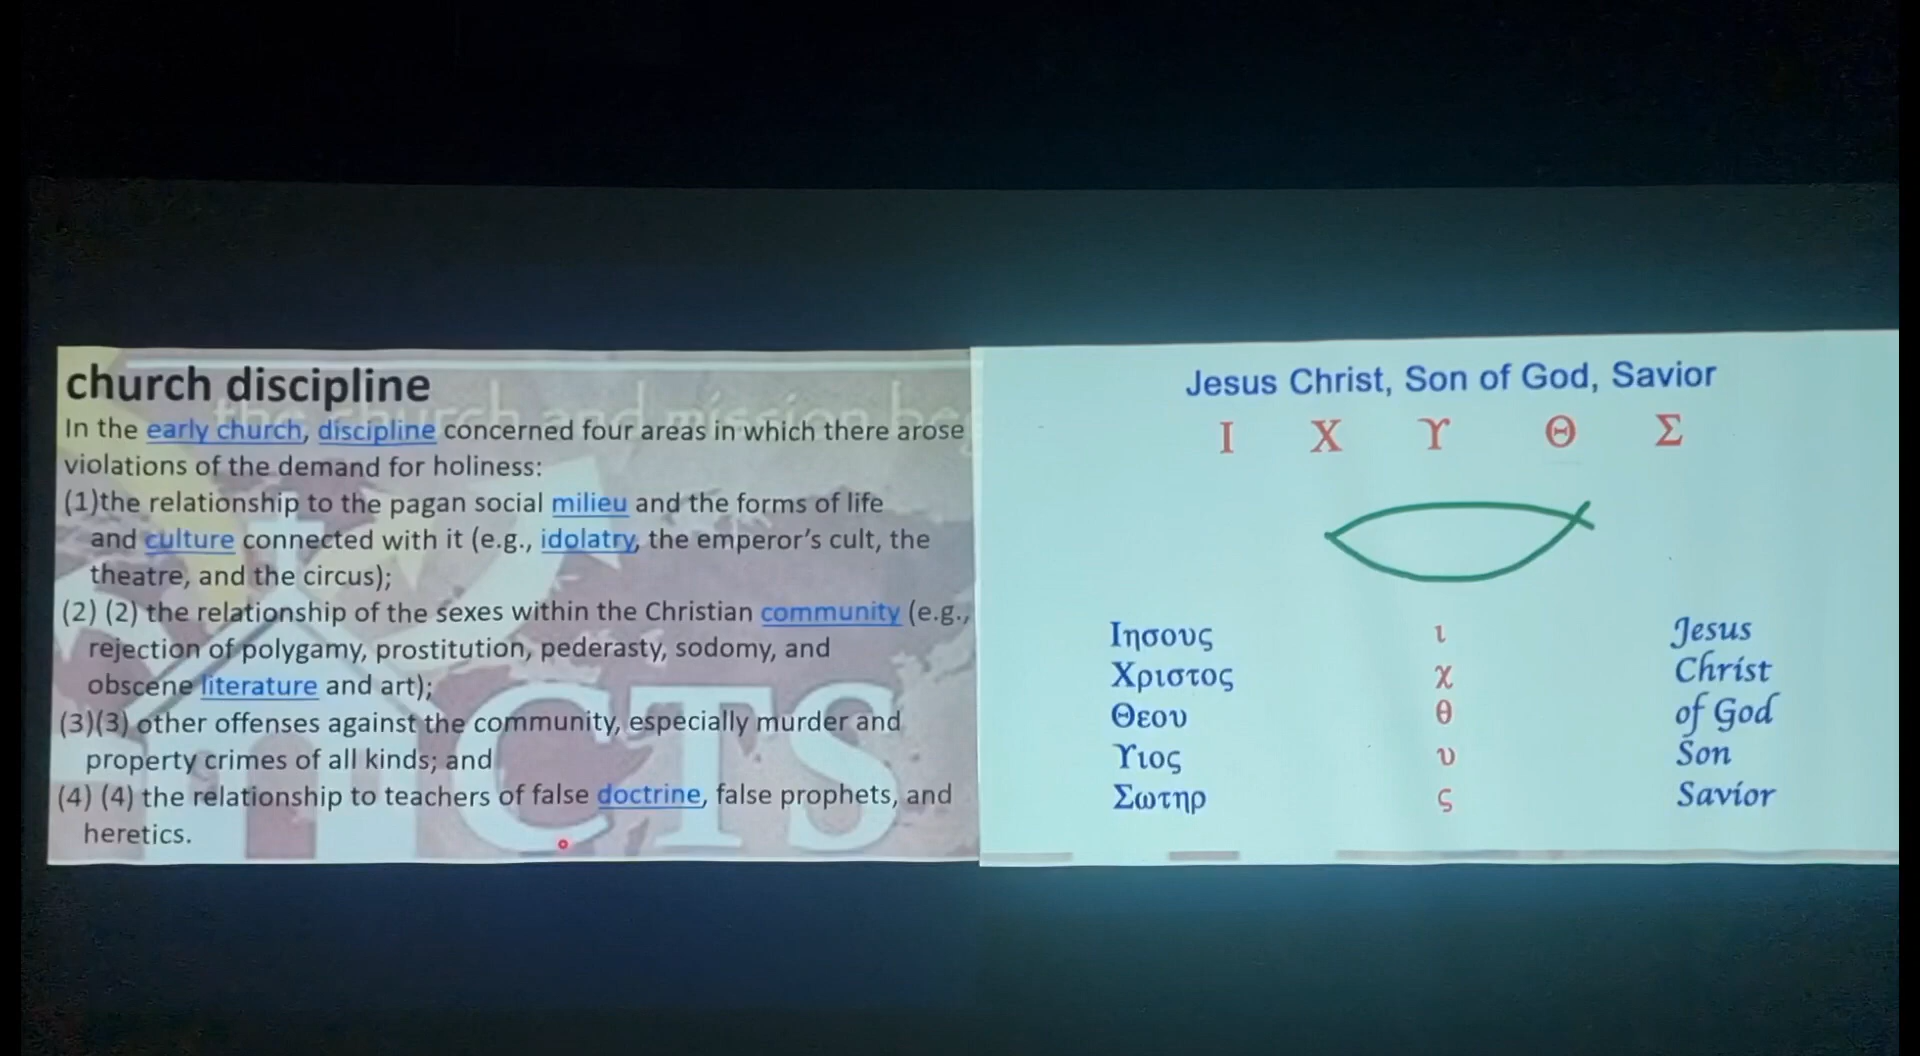 church discipline
the church and mission be
In the early church, discipline concerned four areas in which there arose
violations of the demand for holiness:
(1)the relationship to the pagan social milieu and the forms of life
and culture connected with it (e.g., idolatry, the emperor's cult, the
theatre, and the circus);
(2) (2) the relationship of the sexes within the Christian community (e.g.,
rejection of polygamy, prostitution, pederasty, sodomy, and
obscene literature and art);
(3)(3) other offenses against the community, especially murder and
property crimes of all kinds; and
(4) (4) the relationship to teachers of false doctrine, false prophets, and
heretics.
CTS
Jesus Christ, Son of God, Savior
Ι Χ ϒ Θ Σ
Ιησους ι Jesus
Χριστος χ Christ
Θεου θ of God
ϒιος υ Son
Σωτηρ ς Savior